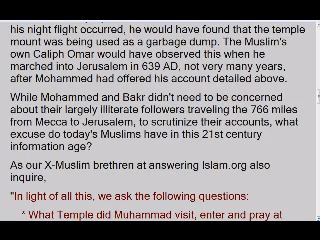 his night flight occurred, he would have found that the temple
mount was being used as a garbage dump. The Muslim's
own Caliph Omar would have observed this when he
marched into Jerusalem in 639 AD, not very many years,
after Mohammed had offered his account detailed above.
While Mohammed and Bakr didn't need to be concerned
about their largely illiterate followers traveling the 766 miles
from Mecca to Jerusalem, to scrutinize their accounts, what
excuse do today's Muslims have in this 21st century
information age?
As our X-Muslim brethren at answering Islam.org also
inquire,
"In light of all this, we ask the following questions:
* What Temple did Muhammad visit, enter and pray at